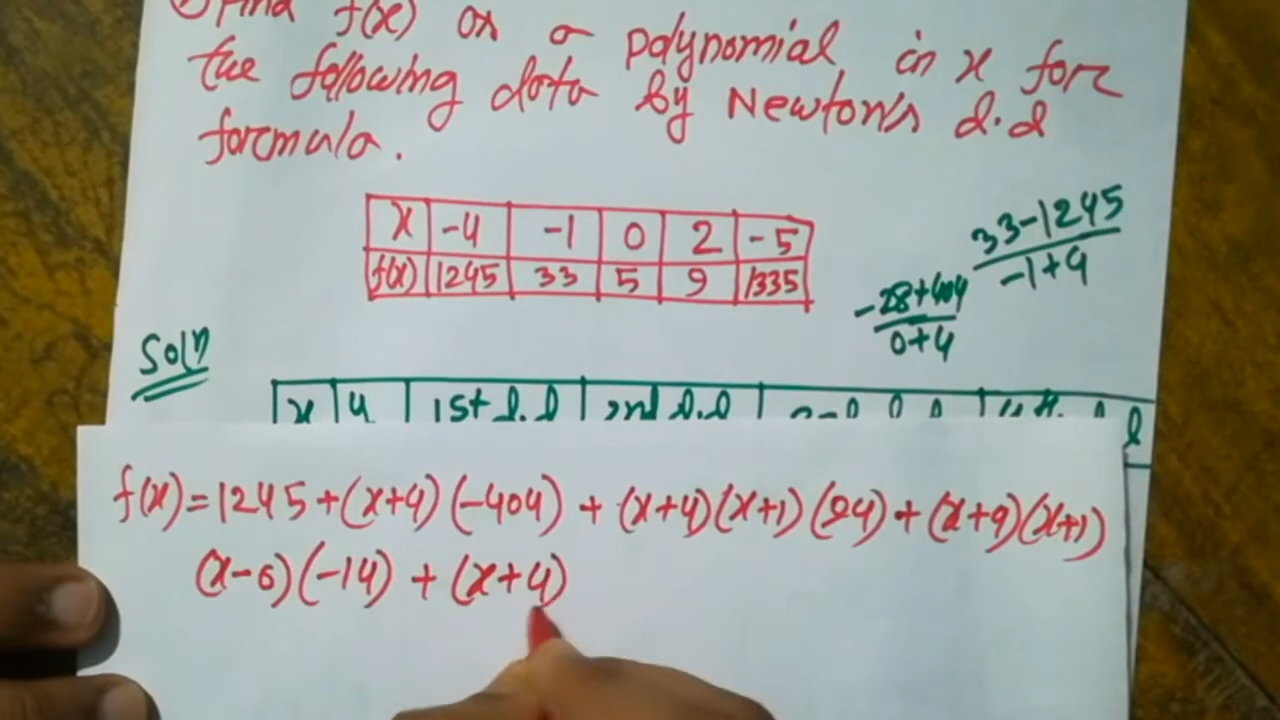 Find f(x) as a polynomial in x for
the following data by Newton's d.d
formula.
x -4 -1 0 2 -5
f(x) 1245 33 5 9 1335
33-1245
-1+4
-28+404
0+4
Soln
x y 1st d.d 2nd d.d
f(x)=1245+(x+4)(-404)+(x+4)(x+1)(94)+(x+4)(x+1)
(x-0)(-14)+(x+4)